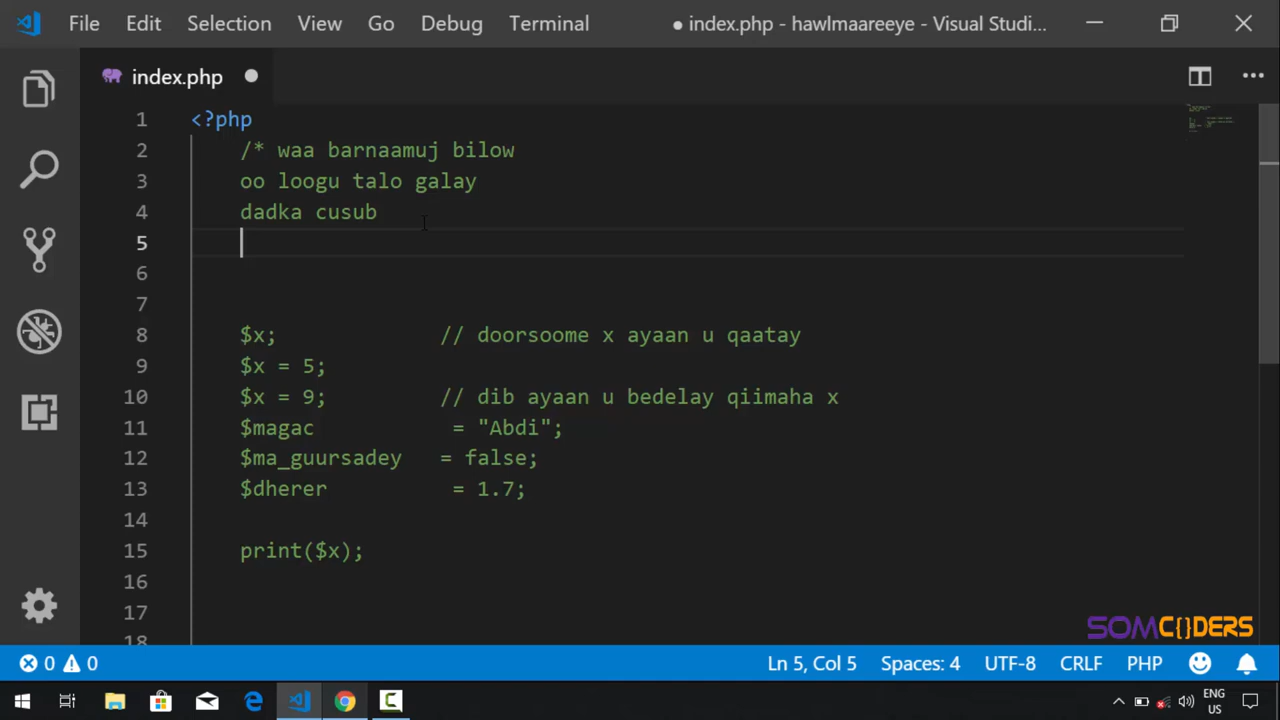 File Edit Selection View Go Debug Terminal ● index.php - hawlmaareeye - Visual Studi...
index.php
1 <?php
2 /* waa barnaamuj bilow
3 oo loogu talo galay
4 dadka cusub
5
6
7
8 $x; // doorsoome x ayaan u qaatay
9 $x = 5;
10 $x = 9; // dib ayaan u bedelay qiimaha x
11 $magac = "Abdi";
12 $ma_guursadey = false;
13 $dherer = 1.7;
14
15 print($x);
16
17
18
SOMC{}DERS
0 0 Ln 5, Col 5 Spaces: 4 UTF-8 CRLF PHP
ENG
US